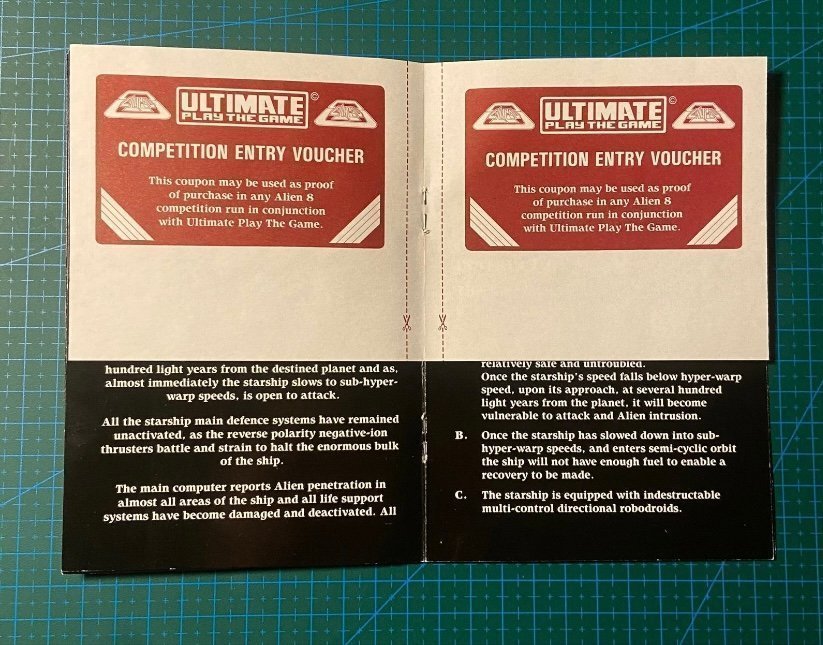 ULTIMATE ©
PLAY THE GAME
COMPETITION ENTRY VOUCHER
This coupon may be used as proof
of purchase in any Alien 8
competition run in conjunction
with Ultimate Play The Game.
hundred light years from the destined planet and as,
almost immediately the starship slows to sub-hyper-
warp speeds, is open to attack.
All the starship main defence systems have remained
unactivated, as the reverse polarity negative-ion
thrusters battle and strain to halt the enormous bulk
of the ship.
The main computer reports Alien penetration in
almost all areas of the ship and all life support
systems have become damaged and deactivated. All
ULTIMATE ©
PLAY THE GAME
COMPETITION ENTRY VOUCHER
This coupon may be used as proof
of purchase in any Alien 8
competition run in conjunction
with Ultimate Play The Game.
relatively safe and untroubled.
Once the starship's speed falls below hyper-warp
speed, upon its approach, at several hundred
light years from the planet, it will become
vulnerable to attack and Alien intrusion.
B. Once the starship has slowed down into sub-
hyper-warp speeds, and enters semi-cyclic orbit
the ship will not have enough fuel to enable a
recovery to be made.
C. The starship is equipped with indestructable
multi-control directional robodroids.